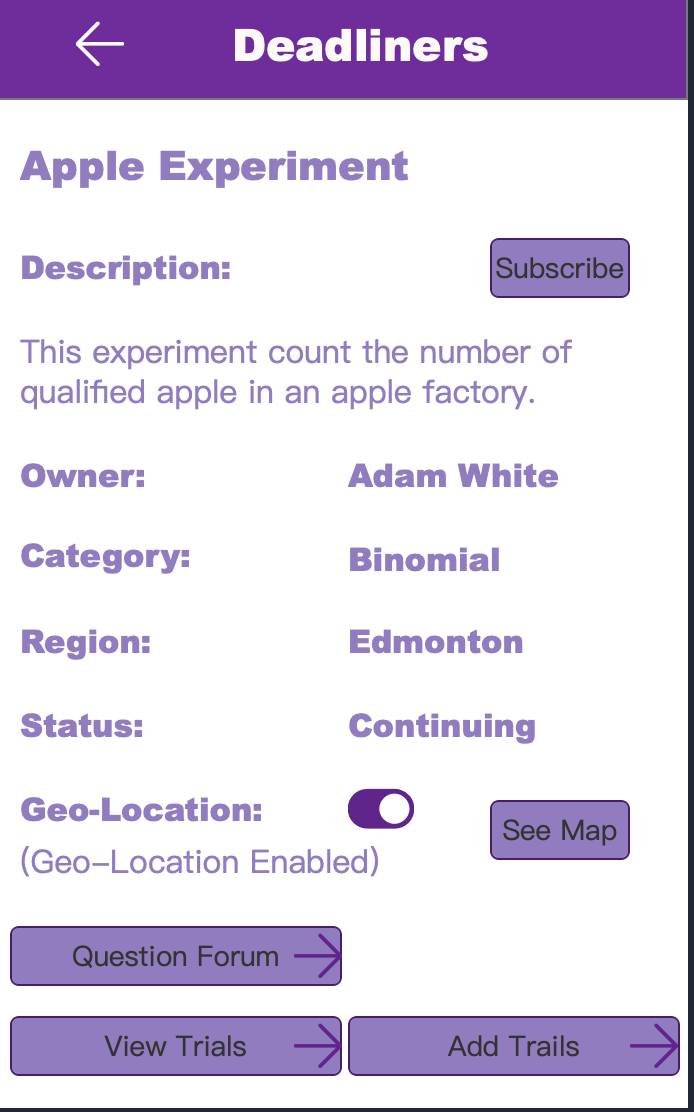 Deadliners
Apple Experiment
Description:
Subscribe
This experiment count the number of
qualified apple in an apple factory.
Owner: Adam White
Category: Binomial
Region: Edmonton
Status: Continuing
Geo-Location:
See Map
(Geo-Location Enabled)
Question Forum
View Trials
Add Trails